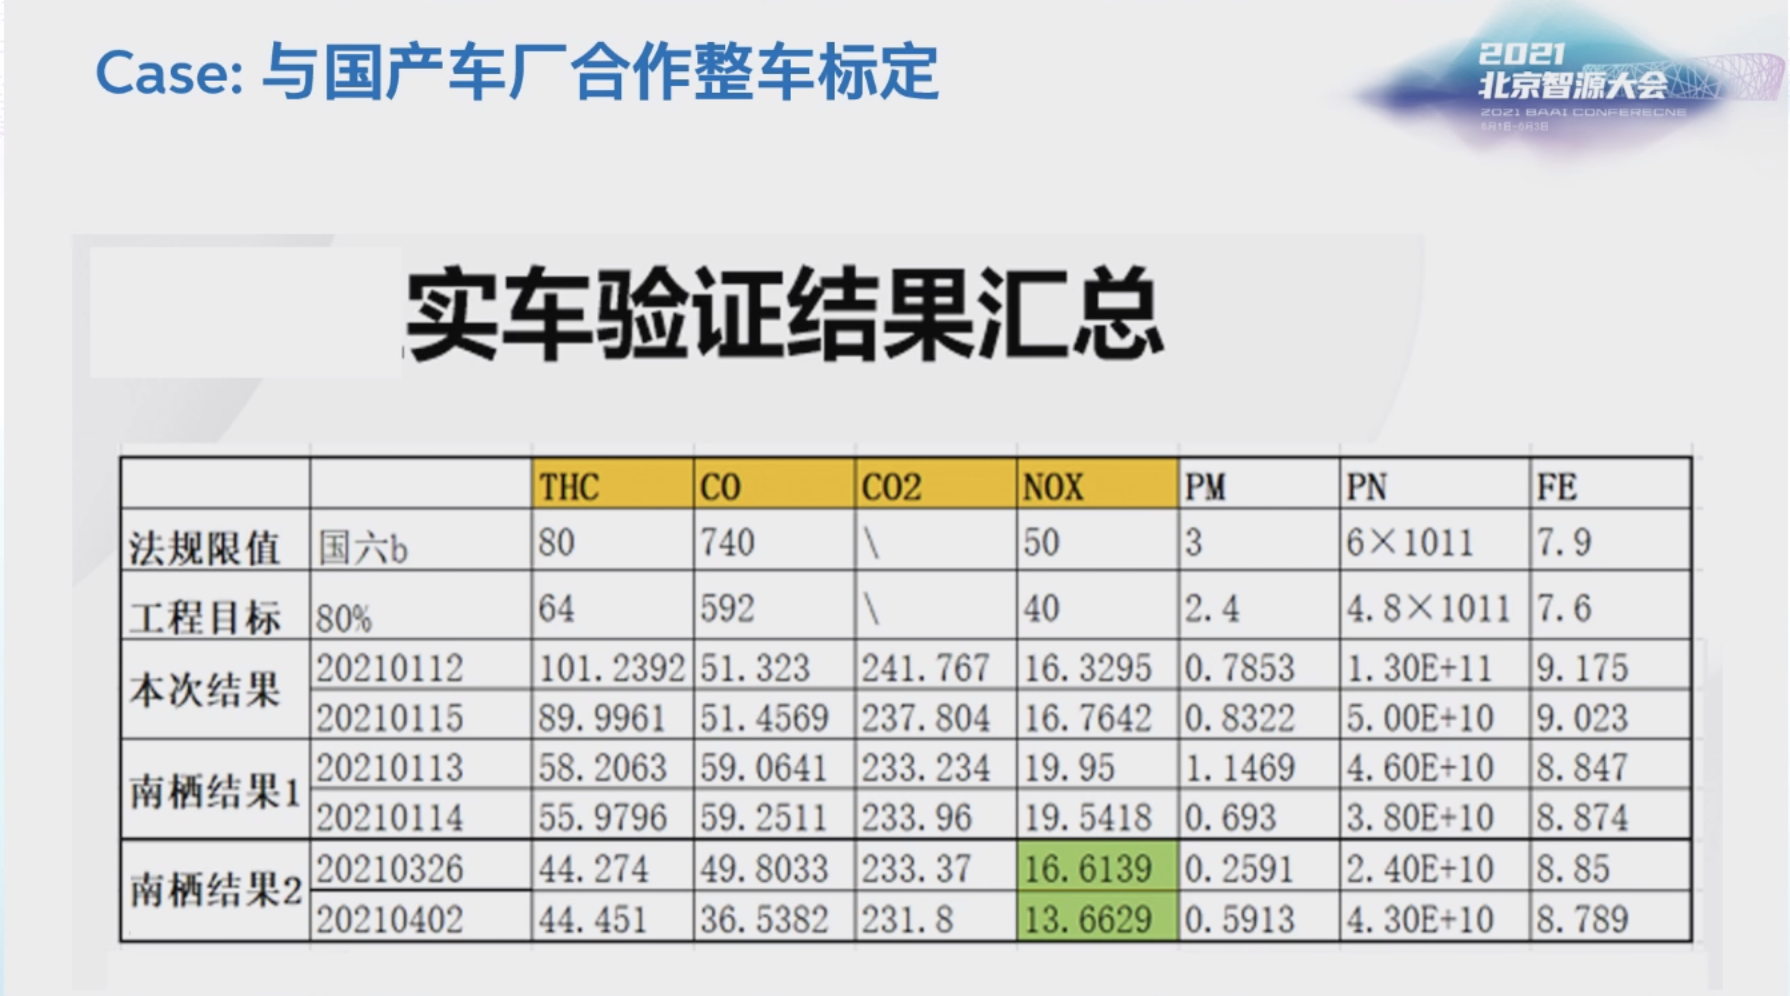 Case: 与国产车厂合作整车标定
2021
北京智源大会
2021 BAAI CONFERECNE
6月1日-6月3日
实车验证结果汇总
THC CO CO2 NOX PM PN FE
法规限值 国六b 80 740 \ 50 3 6×1011 7.9
工程目标 80% 64 592 \ 40 2.4 4.8×1011 7.6
本次结果 20210112 101.2392 51.323 241.767 16.3295 0.7853 1.30E+11 9.175
20210115 89.9961 51.4569 237.804 16.7642 0.8322 5.00E+10 9.023
南栖结果1 20210113 58.2063 59.0641 233.234 19.95 1.1469 4.60E+10 8.847
20210114 55.9796 59.2511 233.96 19.5418 0.693 3.80E+10 8.874
南栖结果2 20210326 44.274 49.8033 233.37 16.6139 0.2591 2.40E+10 8.85
20210402 44.451 36.5382 231.8 13.6629 0.5913 4.30E+10 8.789